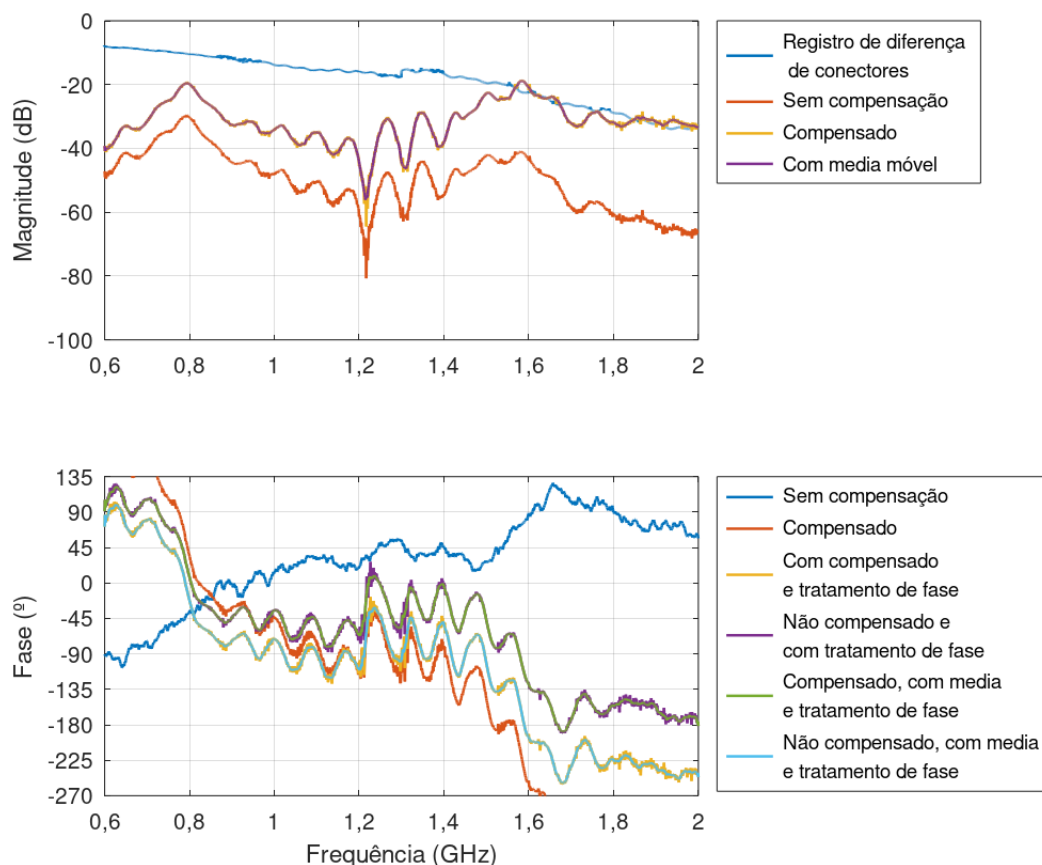 0
-20
-40
-60
-80
-100
Magnitude (dB)
0,6 0,8 1 1,2 1,4 1,6 1,8 2
Registro de diferença
de conectores
Sem compensação
Compensado
Com media móvel
135
90
45
0
-45
-90
-135
-180
-225
-270
Fase (º)
0,6 0,8 1 1,2 1,4 1,6 1,8 2
Frequência (GHz)
Sem compensação
Compensado
Com compensado
e tratamento de fase
Não compensado e
com tratamento de fase
Compensado, com media
e tratamento de fase
Não compensado, com media
e tratamento de fase